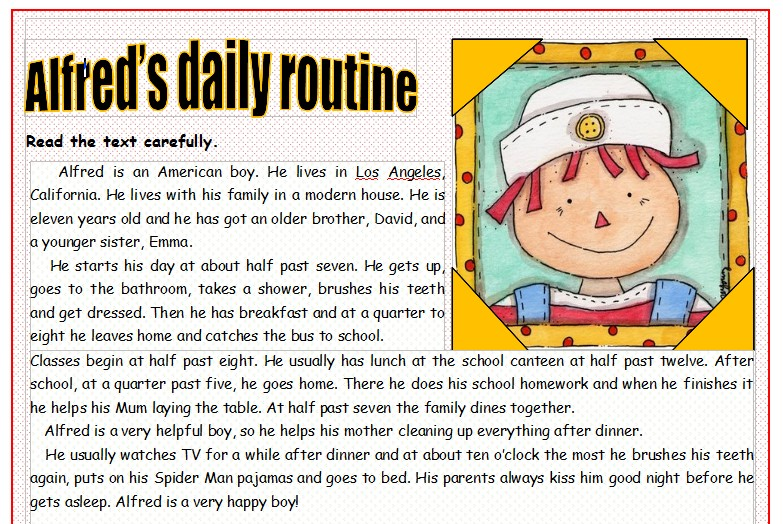 Alfred's daily routine
Read the text carefully.
Alfred is an American boy. He lives in Los Angeles,
California. He lives with his family in a modern house. He is
eleven years old and he has got an older brother, David, and
a younger sister, Emma.
He starts his day at about half past seven. He gets up,
goes to the bathroom, takes a shower, brushes his teeth
and get dressed. Then he has breakfast and at a quarter to
eight he leaves home and catches the bus to school.
Classes begin at half past eight. He usually has lunch at the school canteen at half past twelve. After
school, at a quarter past five, he goes home. There he does his school homework and when he finishes it
he helps his Mum laying the table. At half past seven the family dines together.
Alfred is a very helpful boy, so he helps his mother cleaning up everything after dinner.
He usually watches TV for a while after dinner and at about ten o'clock the most he brushes his teeth
again, puts on his Spider Man pajamas and goes to bed. His parents always kiss him good night before he
gets asleep. Alfred is a very happy boy!